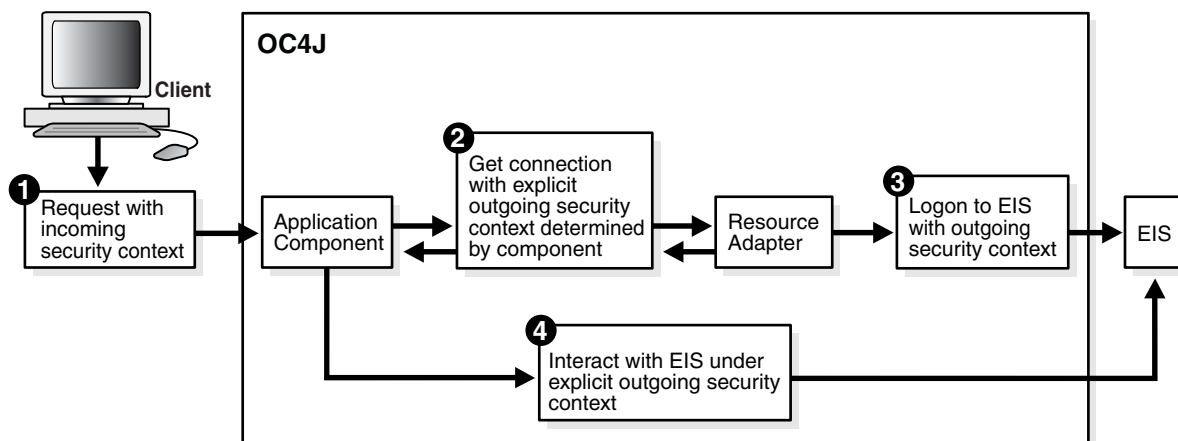 OC4J
Client
1
Request with
incoming
security context
Application
Component
2
Get connection
with explicit
outgoing security
context determined
by component
Resource
Adapter
3
Logon to EIS
with outgoing
security context
EIS
4
Interact with EIS under
explicit outgoing security
context